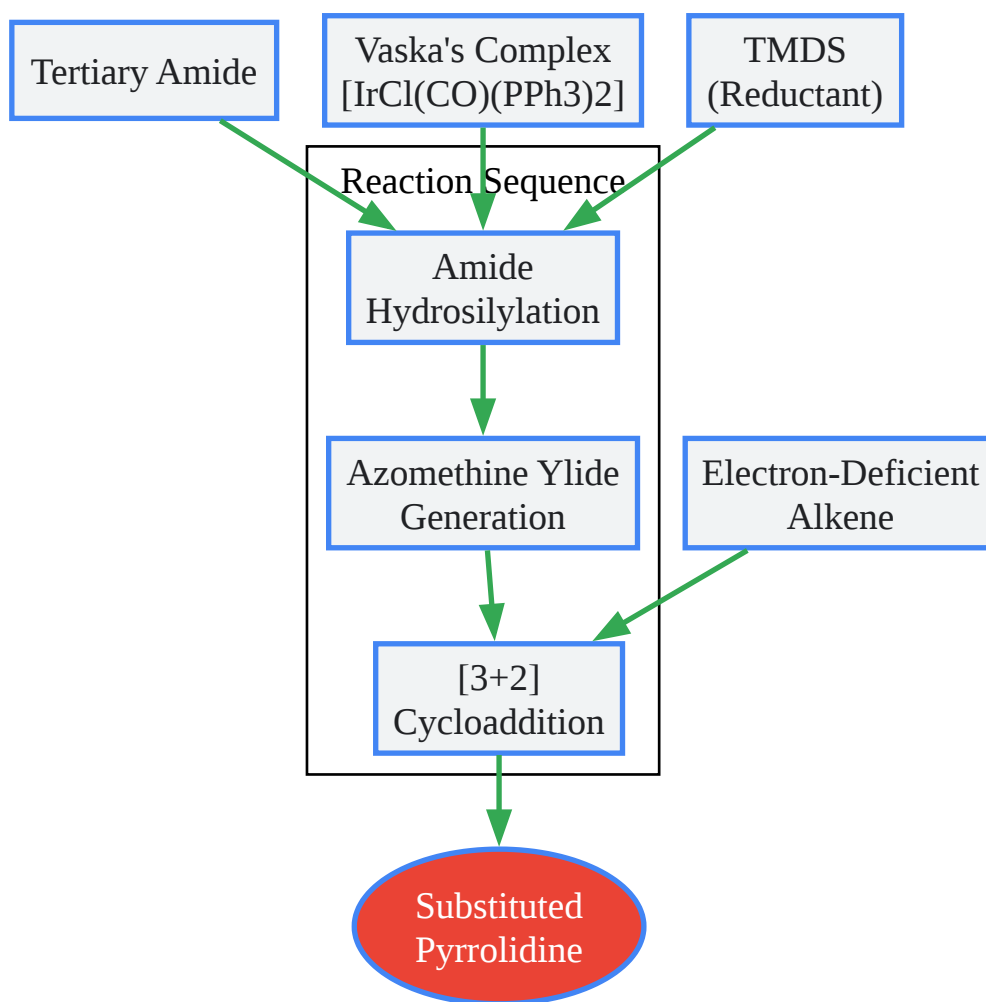 Tertiary Amide
Vaska's Complex
[IrCl(CO)(PPh3)2]
TMDS
(Reductant)
Reaction Sequence
Amide
Hydrosilylation
Azomethine Ylide
Generation
Electron-Deficient
Alkene
[3+2]
Cycloaddition
Substituted
Pyrrolidine